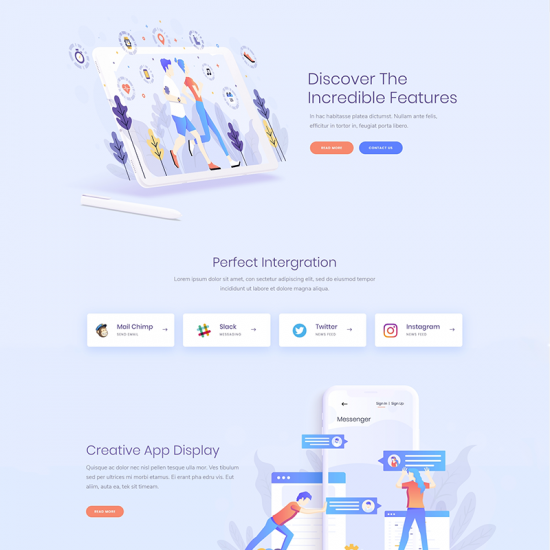 Discover The
Incredible Features
In hac habitasse platea dictumst. Nullam ante felis,
efficitur in tortor in, feugiat porta libero.
READ MORE
CONTACT US
Perfect Intergration
Lorem ipsum dolor sit amet, con sectetur adipiscing elit, sed do eiusmod tempor
incididunt ut labore et dolore magna aliqua.
Mail Chimp
SEND EMAIL
Slack
MESSAGING
Twitter
NEWS FEED
Instagram
NEWS FEED
Sign In | Sign Up
Messenger
Creative App Display
Quisque ac dolor nec nisl pellen tesque ulla mor. Ves tibulum
sed per ultrices mi morbi etamus. Ei erant pha edru vis. Eut
alim, auta ea, tek sit timeam.
READ MORE